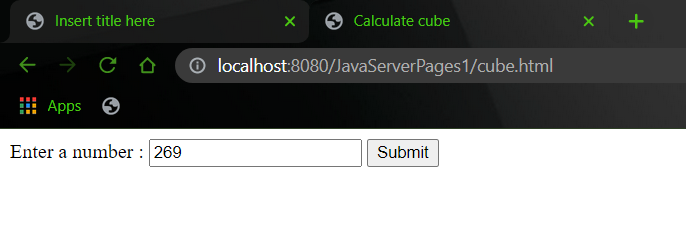 Insert title here Calculate cube
localhost:8080/JavaServerPages1/cube.html
Apps
Enter a number : 269 Submit